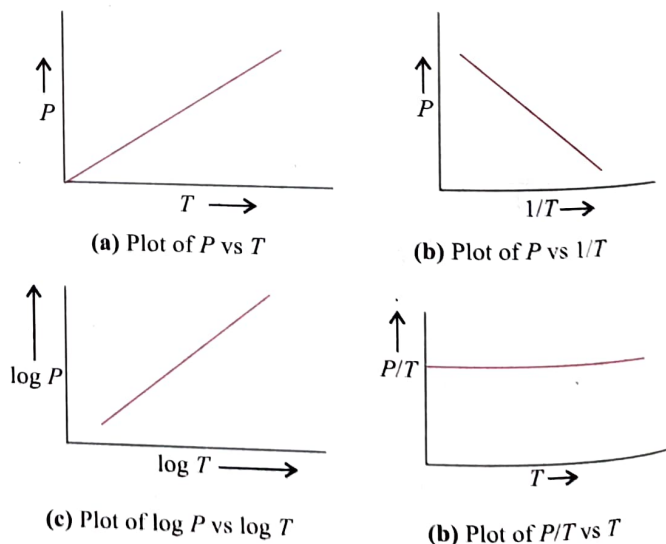 P
T
(a) Plot of P vs T
P
1/T
(b) Plot of P vs 1/T
log P
log T
(c) Plot of log P vs log T
P/T
T
(b) Plot of P/T vs T